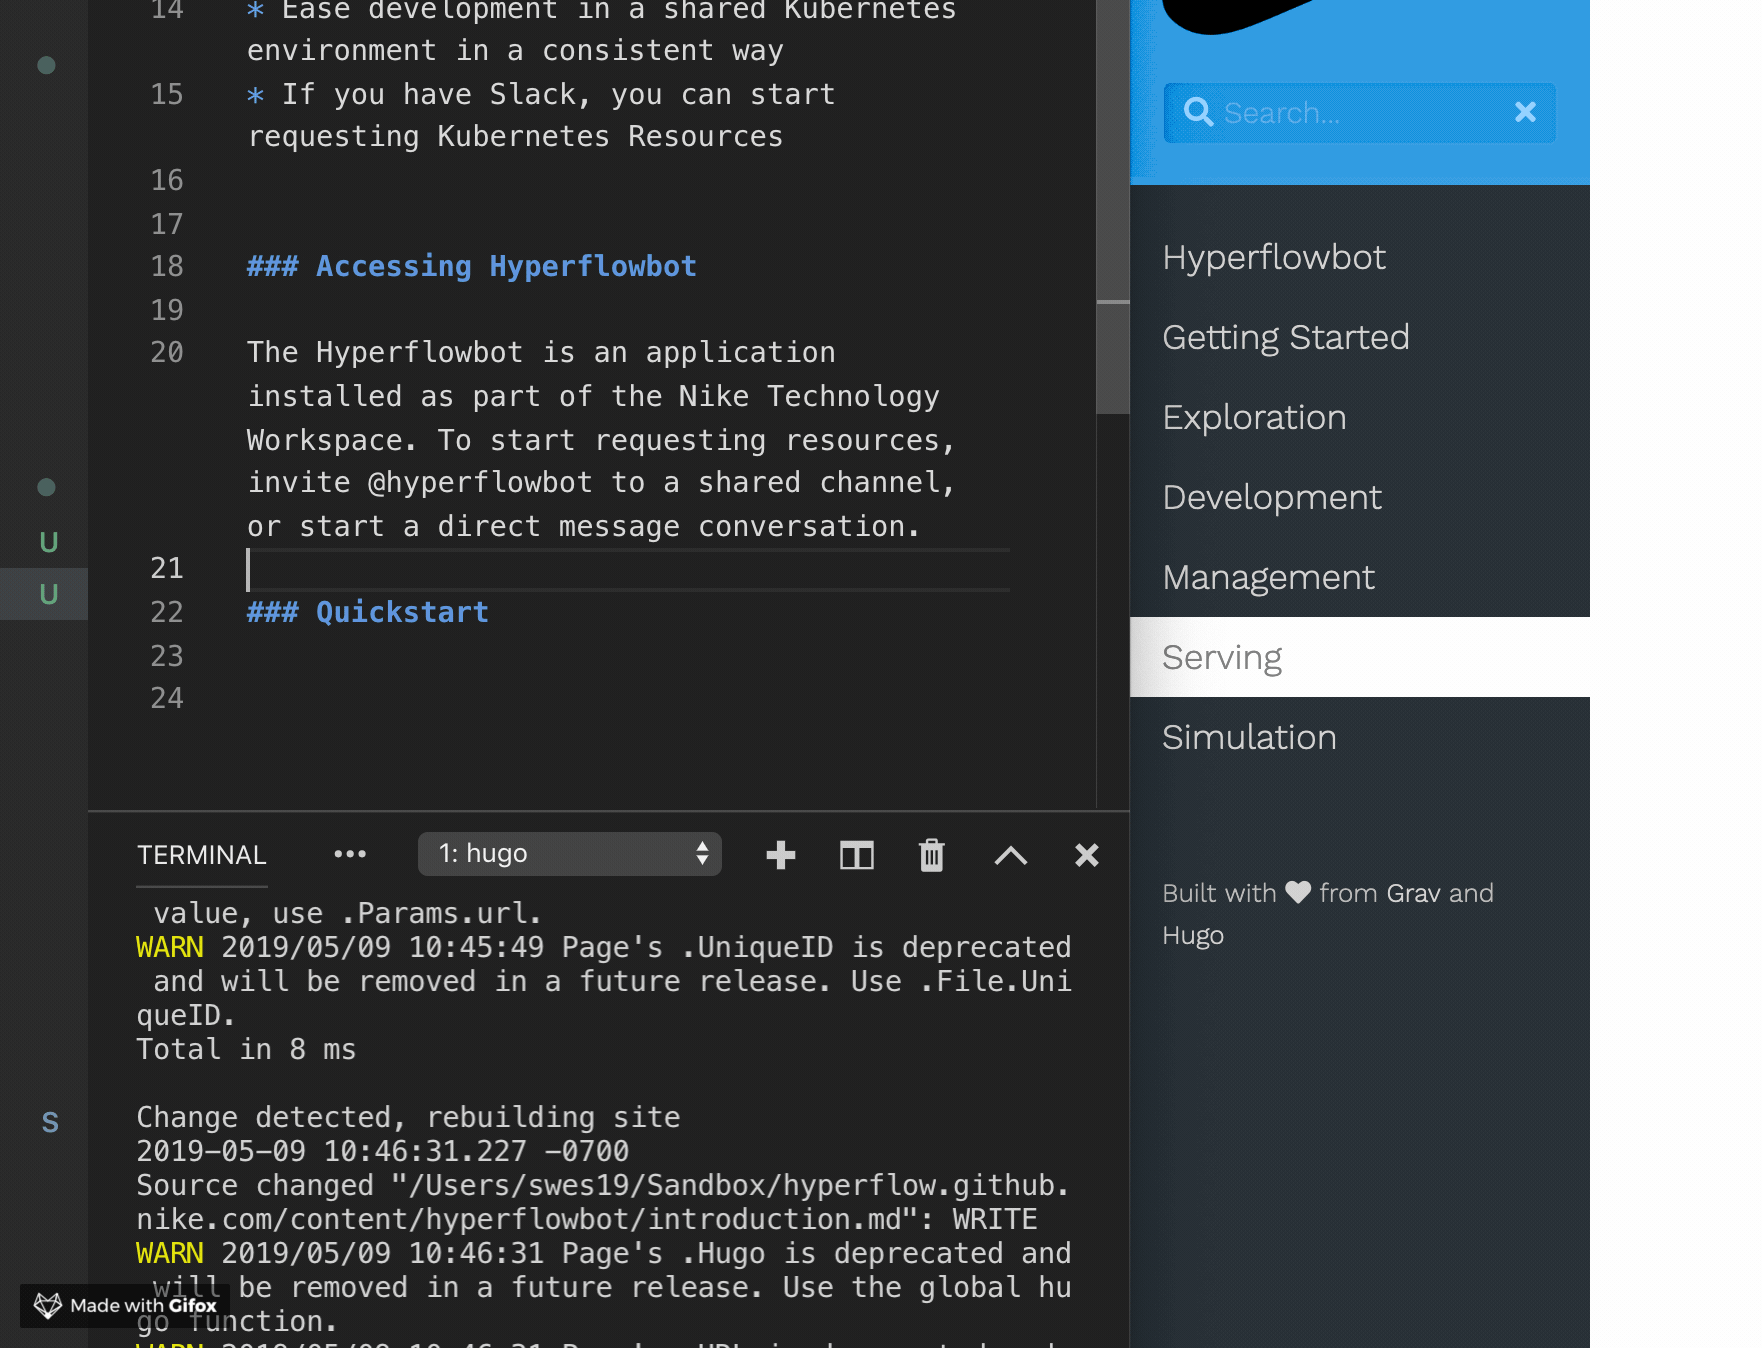 14 * Ease development in a shared Kubernetes
environment in a consistent way
15 * If you have Slack, you can start
requesting Kubernetes Resources
16
17
18 ### Accessing Hyperflowbot
19
20 The Hyperflowbot is an application
installed as part of the Nike Technology
Workspace. To start requesting resources,
invite @hyperflowbot to a shared channel,
or start a direct message conversation.
U
21
U
22 ### Quickstart
23
24
TERMINAL ••• 1: hugo
value, use .Params.url.
WARN 2019/05/09 10:45:49 Page's .UniqueID is deprecated
and will be removed in a future release. Use .File.Uni
queID.
Total in 8 ms
Change detected, rebuilding site
S
2019-05-09 10:46:31.227 -0700
Source changed "/Users/swes19/Sandbox/hyperflow.github.
nike.com/content/hyperflowbot/introduction.md": WRITE
WARN 2019/05/09 10:46:31 Page's .Hugo is deprecated and
will be removed in a future release. Use the global hu
go function.
Made with Gifox
Search...
Hyperflowbot
Getting Started
Exploration
Development
Management
Serving
Simulation
Built with from Grav and
Hugo